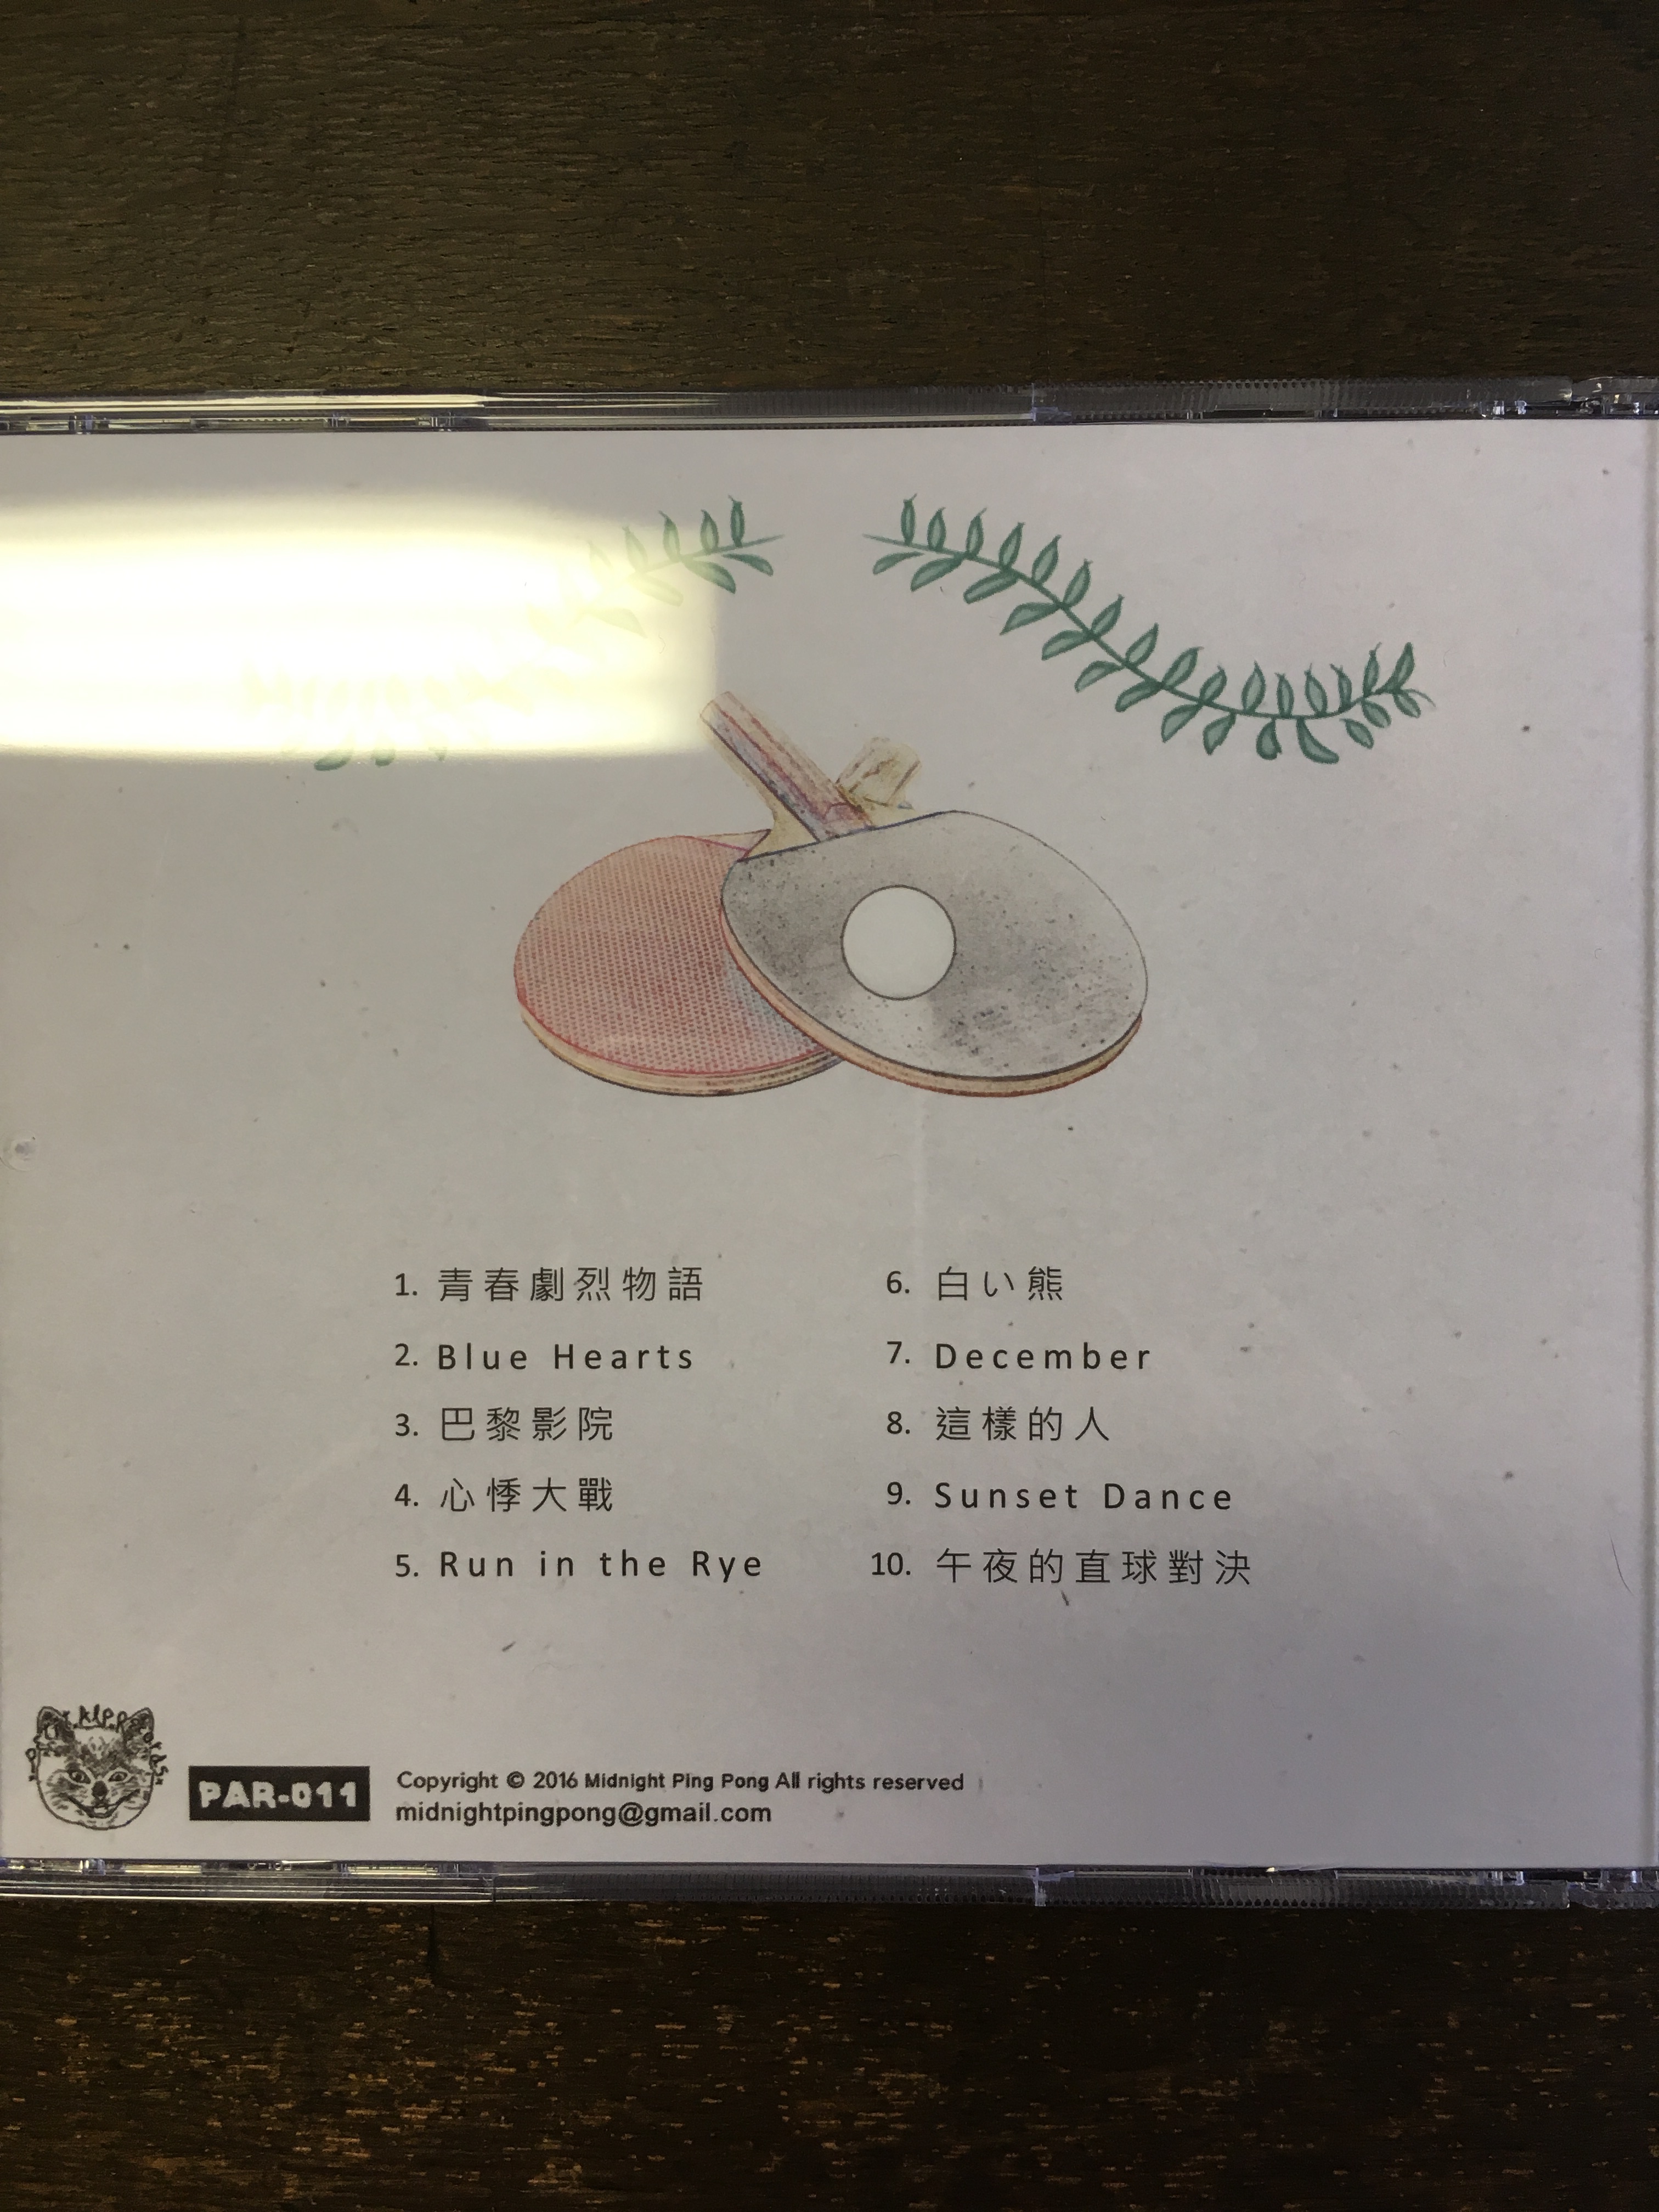 1. 青春劇烈物語
2. Blue Hearts
3. 巴黎影院
4. 心悸大戰
5. Run in the Rye
6. 白い熊
7. December
8. 這樣的人
9. Sunset Dance
10. 午夜的直球對決
PAR-011
Copyright © 2016 Midnight Ping Pong All rights reserved
midnightpingpong@gmail.com